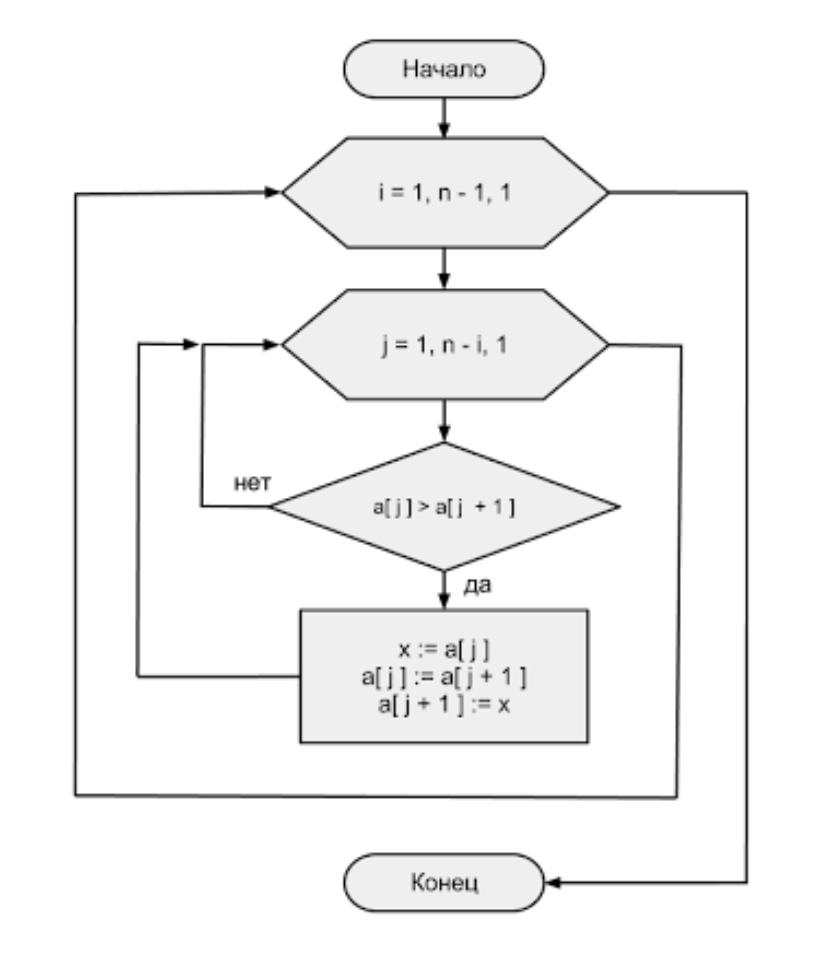 Начало
i = 1, n - 1, 1
j = 1, n - i, 1
нет
a[ j ] > a[ j + 1 ]
да
x := a[ j ]
a[ j ] := a[ j + 1 ]
a[ j + 1 ] := x
Конец